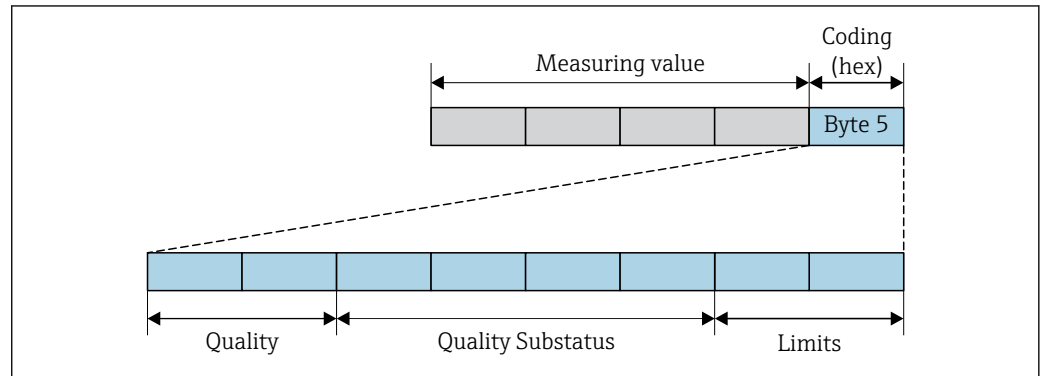 Coding
(hex)
Measuring value
Byte 5
Quality
Quality Substatus
Limits